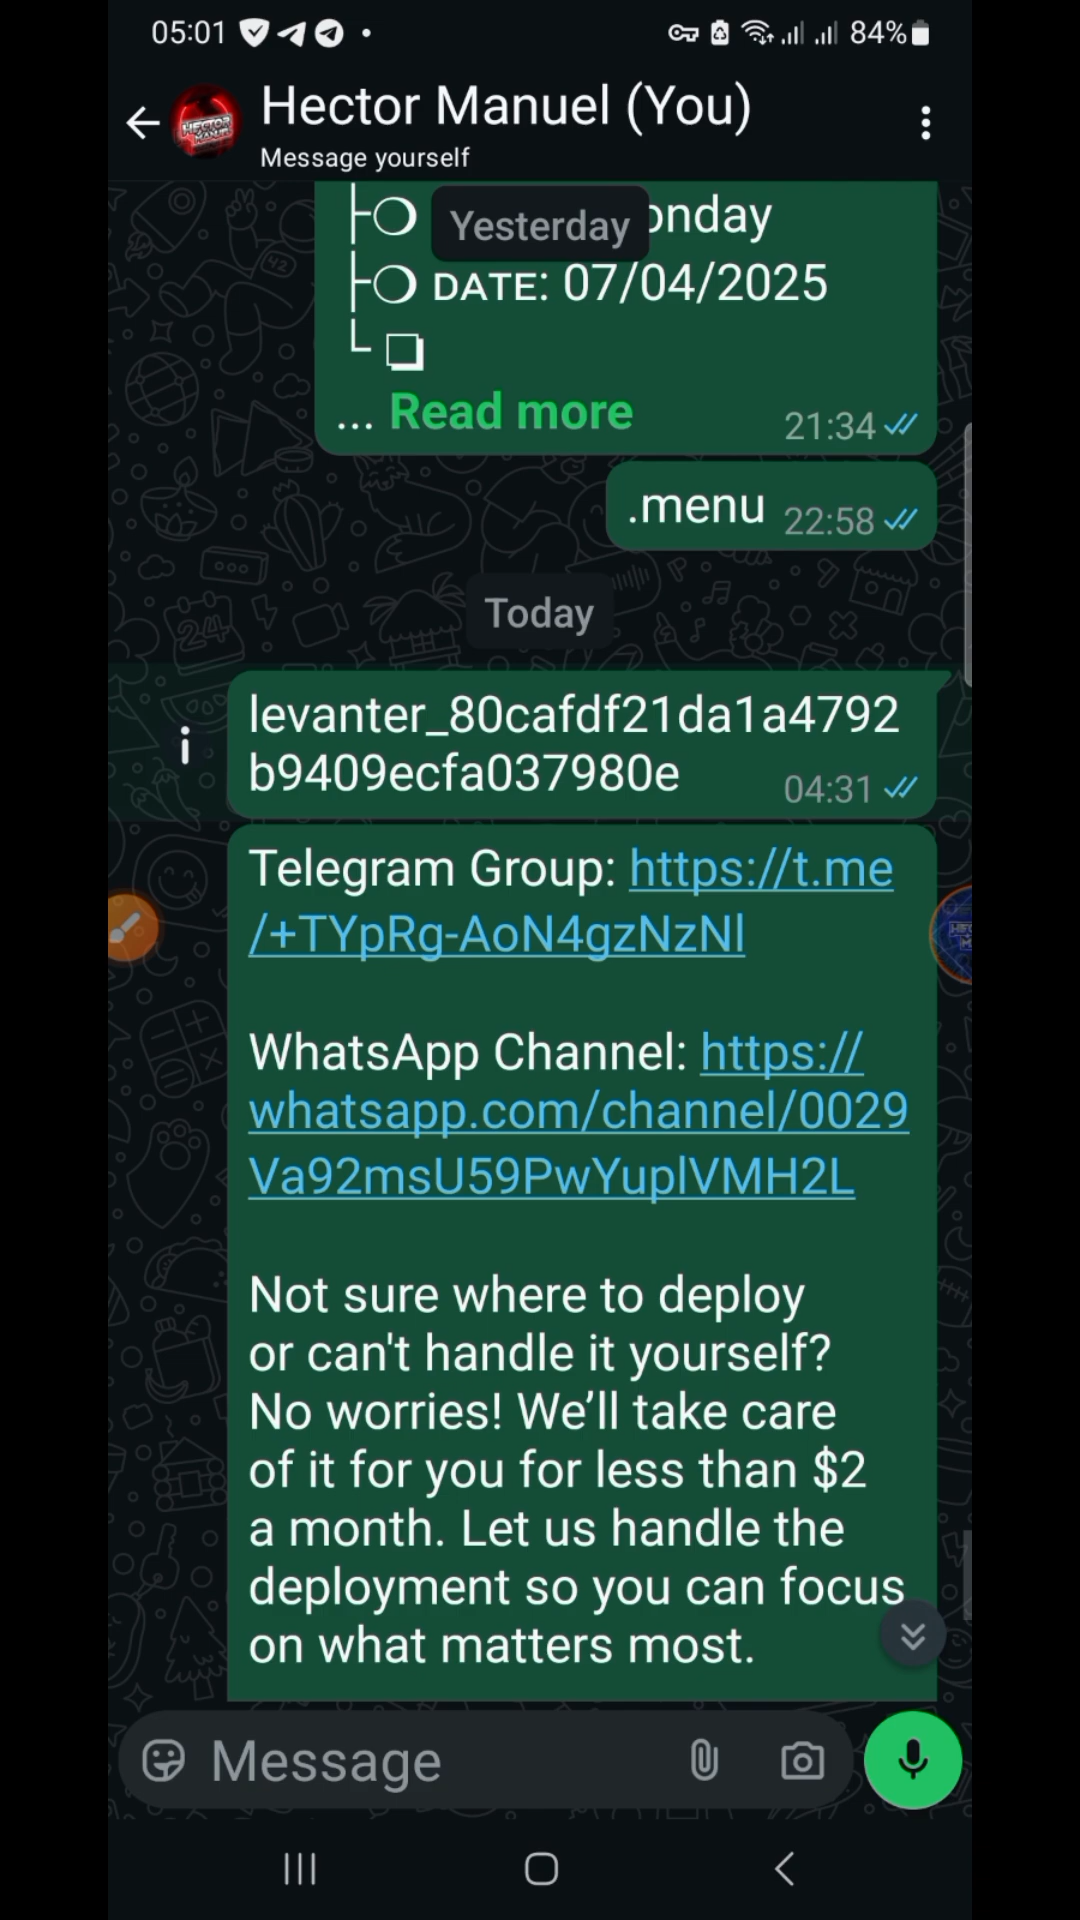 05:01
84%
Hector Manuel (You)
Message yourself
Yesterday
onday
DATE: 07/04/2025
... Read more 21:34
.menu 22:58
Today
levanter_80cafdf21da1a4792
b9409ecfa037980e 04:31
Telegram Group: https://t.me
/+TYpRg-AoN4gzNzNl
WhatsApp Channel: https://
whatsapp.com/channel/0029
Va92msU59PwYuplVMH2L
Not sure where to deploy
or can't handle it yourself?
No worries! We’ll take care
of it for you for less than $2
a month. Let us handle the
deployment so you can focus
on what matters most.
Message